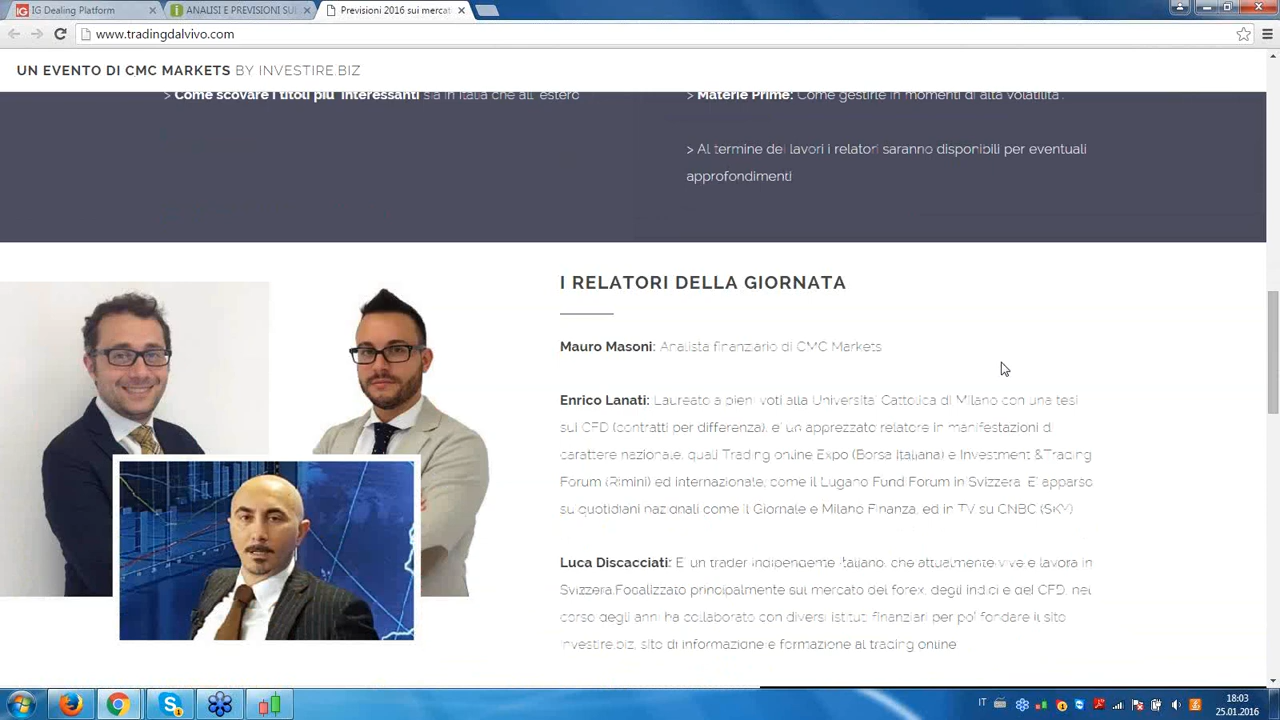 IG Dealing Platform
ANALISI E PREVISIONI SUI
Previsioni 2016 sui mercat
www.tradingdalvivo.com
UN EVENTO DI CMC MARKETS BY INVESTIRE.BIZ
> Come scovare i titoli più interessanti sia in Italia che all'estero
> Materie Prime: Come gestirle in momenti di alta volatilità
> Al termine dei lavori i relatori saranno disponibili per eventuali
approfondimenti
I RELATORI DELLA GIORNATA
Mauro Masoni: Analista finanziario di CMC Markets
Enrico Lanati: Laureato a pieni voti alla Universita' Cattolica di Milano con una tesi
sui CFD (contratti per differenza), e' un apprezzato relatore in manifestazioni di
carattere nazionale, quali Trading online Expo (Borsa Italiana) e Investment &Trading
Forum (Rimini) ed internazionale, come il Lugano Fund Forum in Svizzera. E' apparso
su quotidiani nazionali come il Giornale e Milano Finanza, ed in TV su CNBC (SKY)
Luca Discacciati: E' un trader indipendente italiano, che attualmente vive e lavora in
Svizzera.Focalizzato principalmente sul mercato del forex, degli indici e dei CFD, nel
corso degli anni ha collaborato con diversi istituti finanziari per po' fondare il sito
investire.biz, sito di informazione e formazione al trading online
IT
18:03
25.01.2016